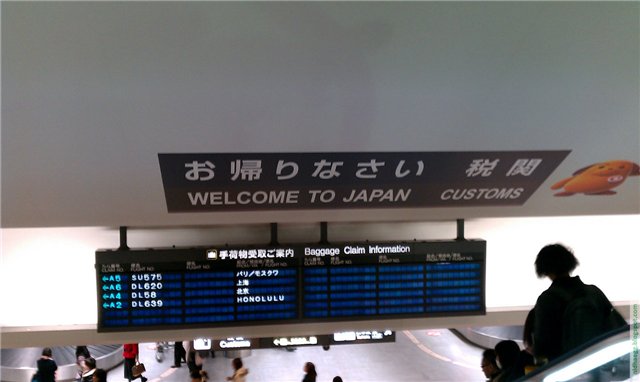 お帰りなさい 税関
WELCOME TO JAPAN CUSTOMS
手荷物受取ご案内 Baggage Claim Information
←A5 SU575 パリ/モスクワ
←A6 DL620 上海
←A4 DL58 北京
←A2 DL639 HONOLULU
Customs